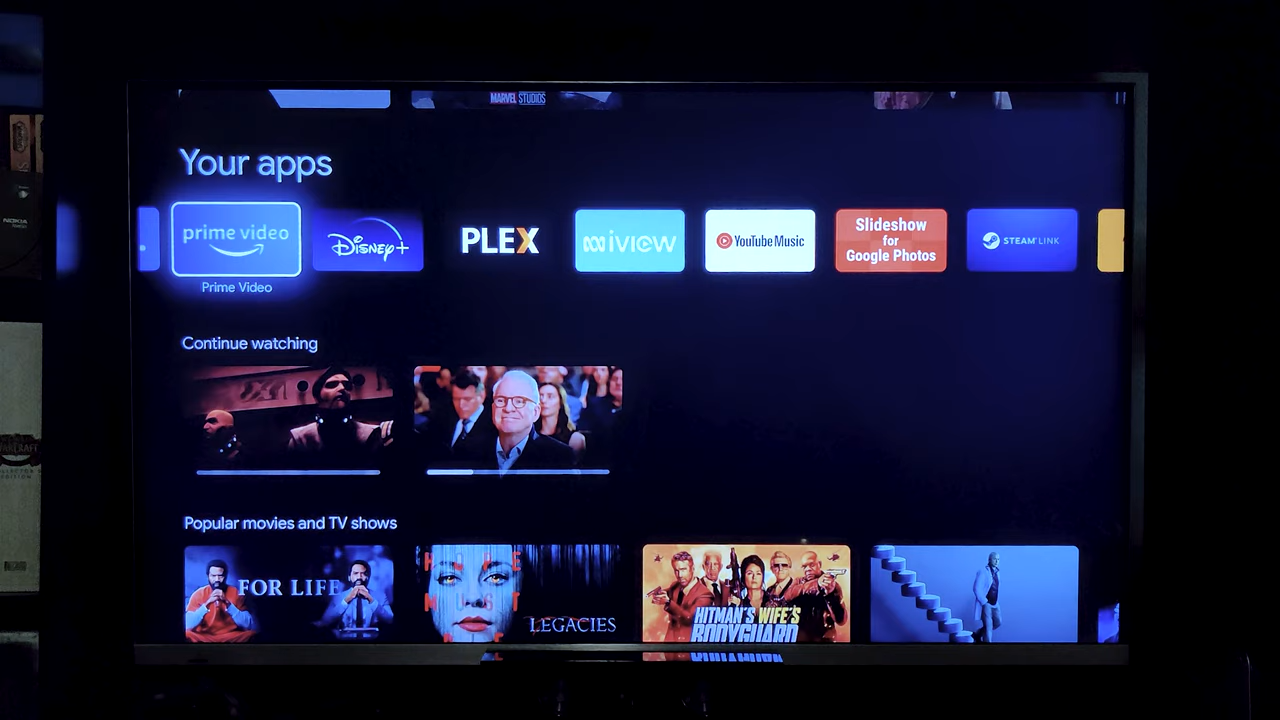 MARVEL STUDIOS
Your apps
prime video
Disney+
PLEX
iview
YouTube Music
Slideshow
for
Google Photos
STEAM LINK
Prime Video
NOKIA
Continue watching
Popular movies and TV shows
FOR LIFE
LEGACIES
HITMAN'S WIFE'S
BODYGUARD